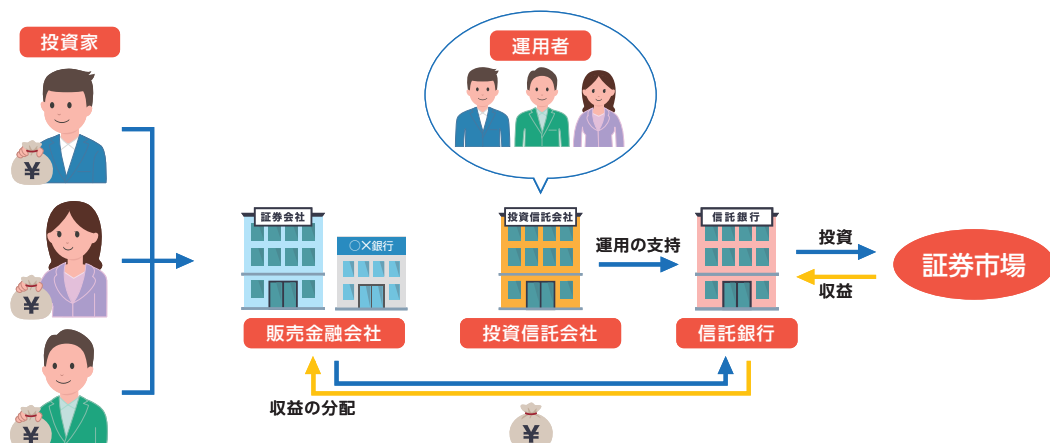 投資家
運用者
¥
¥
¥
証券会社
○×銀行
投資信託会社
信託銀行
運用の支持
投資
収益
証券市場
販売金融会社
投資信託会社
信託銀行
収益の分配
¥